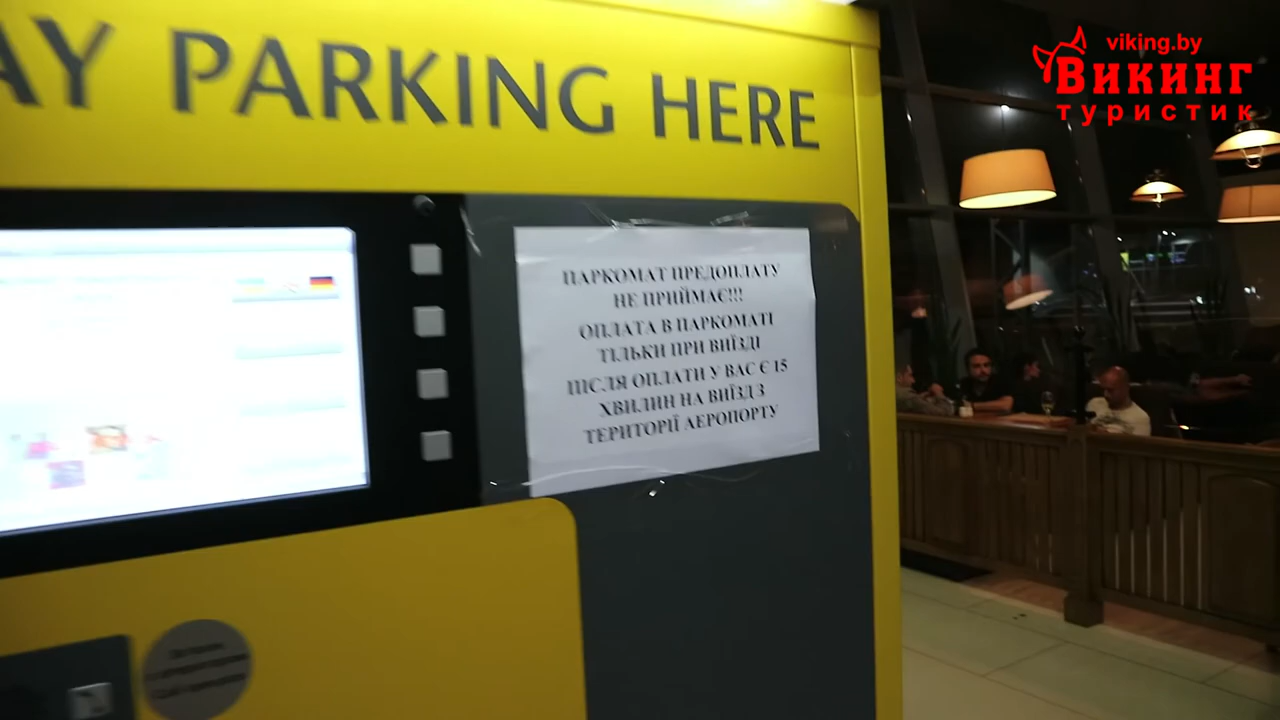 viking.by
Викинг
туристик
AY PARKING HERE
ПАРКОМАТ ПРЕДОПЛАТУ
НЕ ПРИЙМАЄ!!!
ОПЛАТА В ПАРКОМАТІ
ТІЛЬКИ ПРИ ВИЇЗДІ
ПІСЛЯ ОПЛАТИ У ВАС Є 15
ХВИЛИН НА ВИЇЗД З
ТЕРИТОРІЇ АЕРОПОРТУ